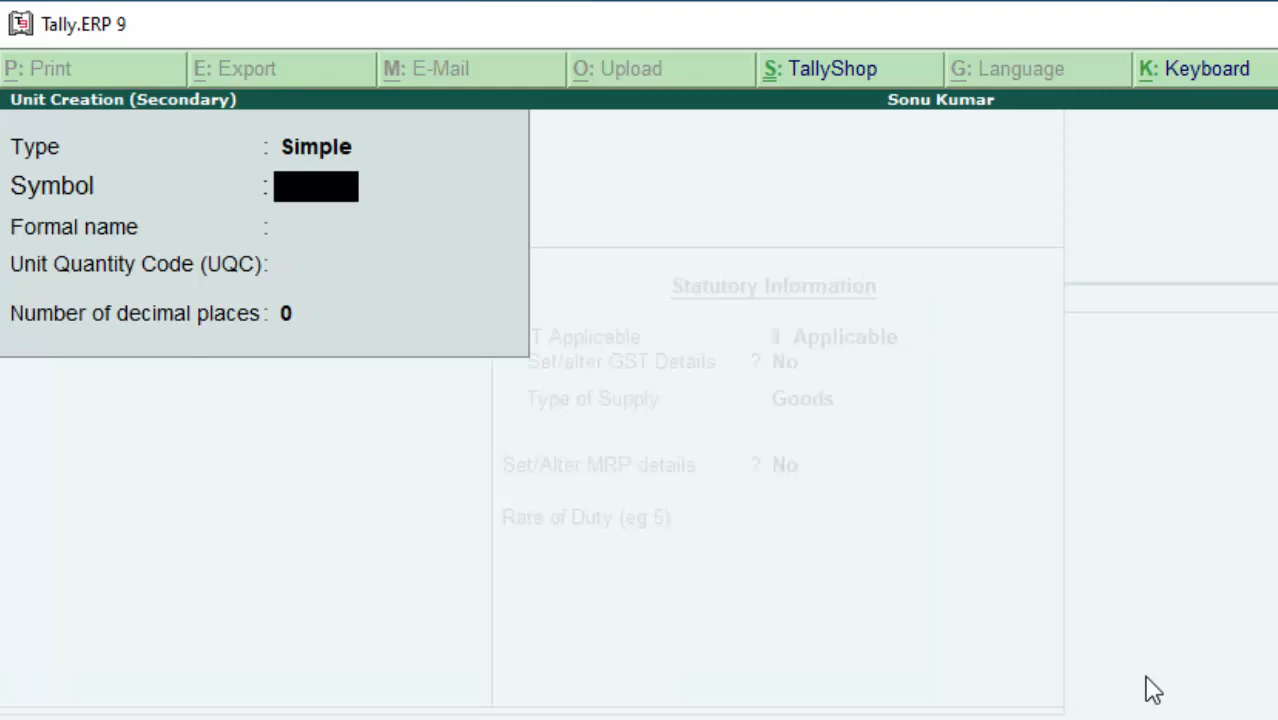 Tally.ERP 9
P: Print E: Export M: E-Mail O: Upload S: TallyShop G: Language K: Keyboard
Unit Creation (Secondary) Sonu Kumar
Type : Simple
Symbol :
Formal name :
Unit Quantity Code (UQC):
Number of decimal places: 0
Statutory Information
T Applicable : Applicable
Set/alter GST Details ? No
Type of Supply : Goods
Set/Alter MRP details ? No
Rate of Duty (eg 5) :